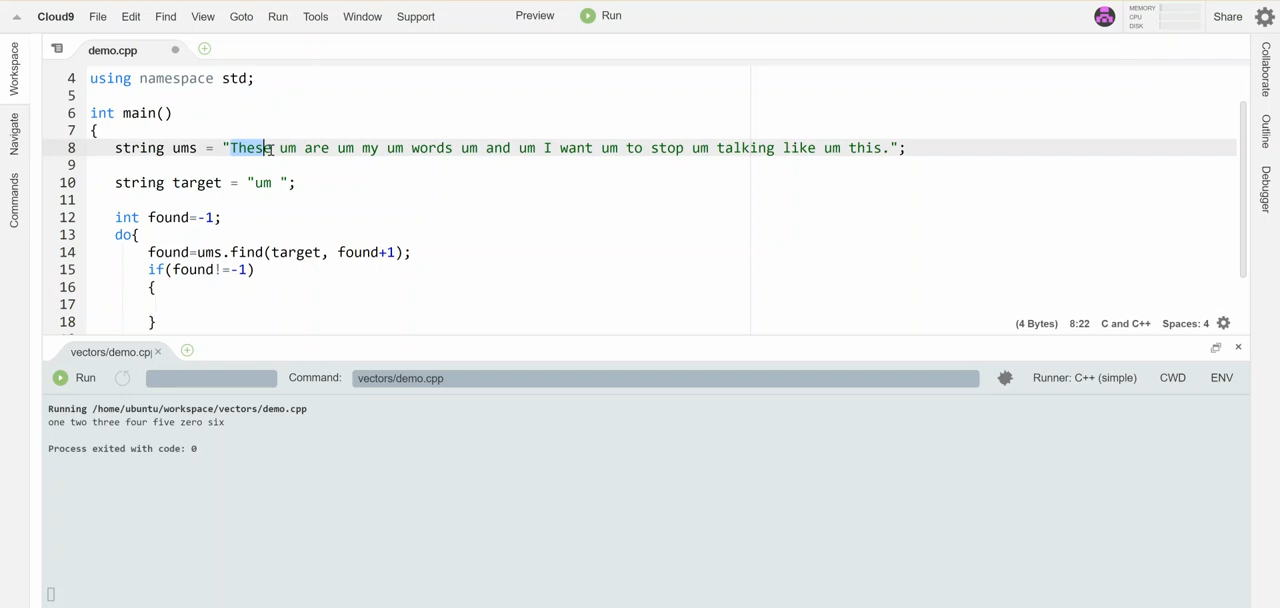 Cloud9 File Edit Find View Goto Run Tools Window Support Preview Run MEMORY CPU DISK Share
Workspace
Navigate
Commands
Collaborate
Outline
Debugger
demo.cpp
4 using namespace std;
5
6 int main()
7 {
8 string ums = "These um are um my um words um and um I want um to stop um talking like um this.";
9
10 string target = "um ";
11
12 int found=-1;
13 do{
14 found=ums.find(target, found+1);
15 if(found!=-1)
16 {
17
18 }
(4 Bytes) 8:22 C and C++ Spaces: 4
vectors/demo.cp
Run Command: vectors/demo.cpp Runner: C++ (simple) CWD ENV
Running /home/ubuntu/workspace/vectors/demo.cpp
one two three four five zero six
Process exited with code: 0